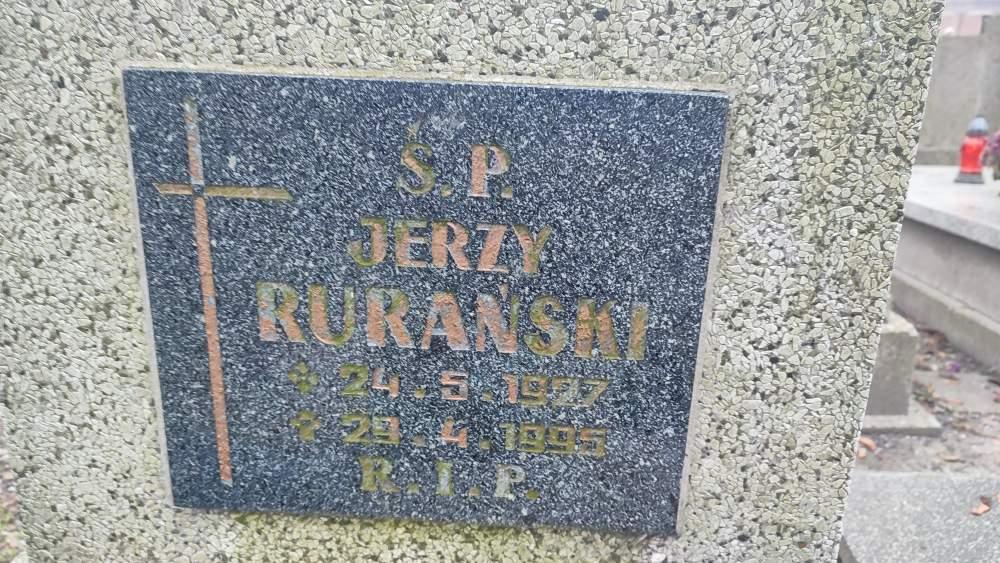 Ś.P.
JERZY
RURAŃSKI
24.5.1927
29.4.1995
R.I.P.